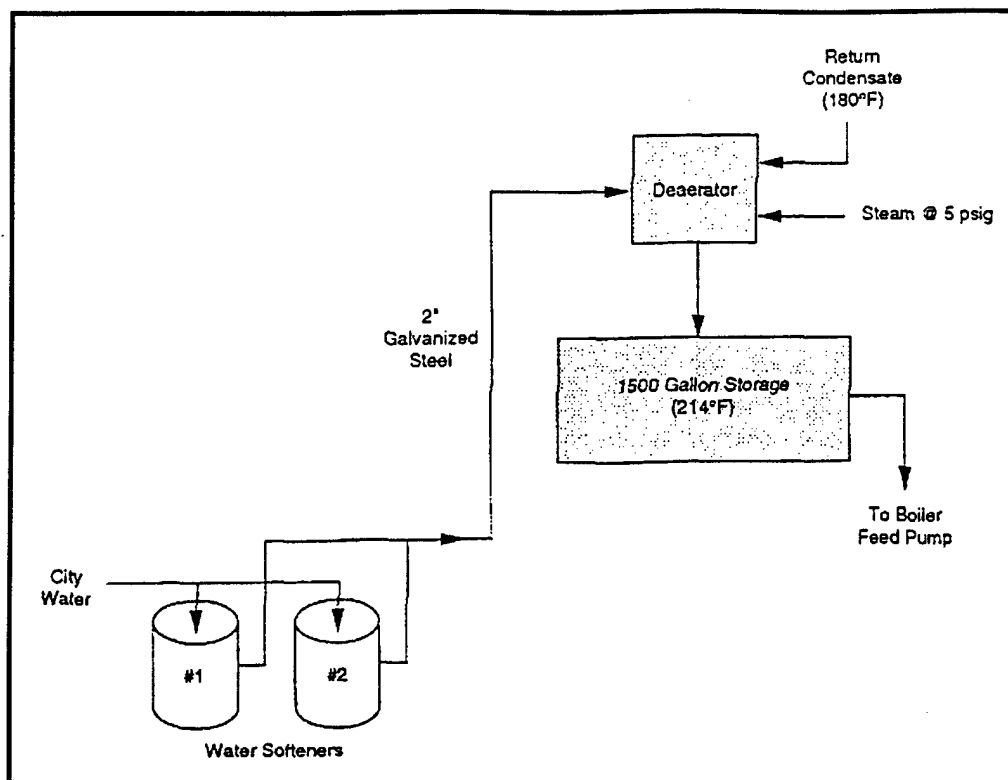 Return
Condensate
(180°F)
Deaerator
Steam @ 5 psig
2"
Galvanized
Steel
1500 Gallon Storage
(214°F)
To Boiler
Feed Pump
City
Water
#1
#2
Water Softeners